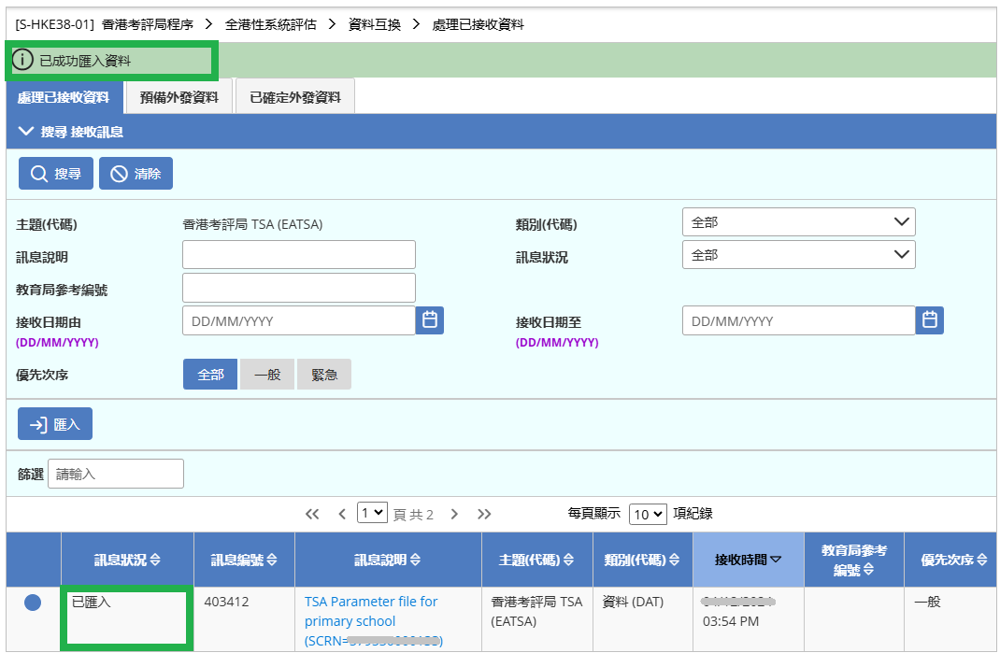 [S-HKE38-01] 香港考評局程序 > 全港性系統評估 > 資料互換 > 處理已接收資料
已成功匯入資料
處理已接收資料 預備外發資料 已確定外發資料
搜尋 接收訊息
搜尋 清除
主題(代碼) 香港考評局 TSA (EATSA) 類別(代碼) 全部
訊息說明 訊息狀況 全部
教育局參考編號
接收日期由 DD/MM/YYYY 接收日期至 DD/MM/YYYY
(DD/MM/YYYY) (DD/MM/YYYY)
優先次序 全部 一般 緊急
匯入
篩選 請輸入
<< < 1 頁 共 2 > >> 每頁顯示 10 項紀錄
訊息狀況 訊息編號 訊息說明 主題(代碼) 類別(代碼) 接收時間 教育局參考 優先次序
編號
已匯入 403412 TSA Parameter file for 香港考評局 TSA 資料 (DAT) 一般
primary school (EATSA) 03:54 PM
(SCRN=